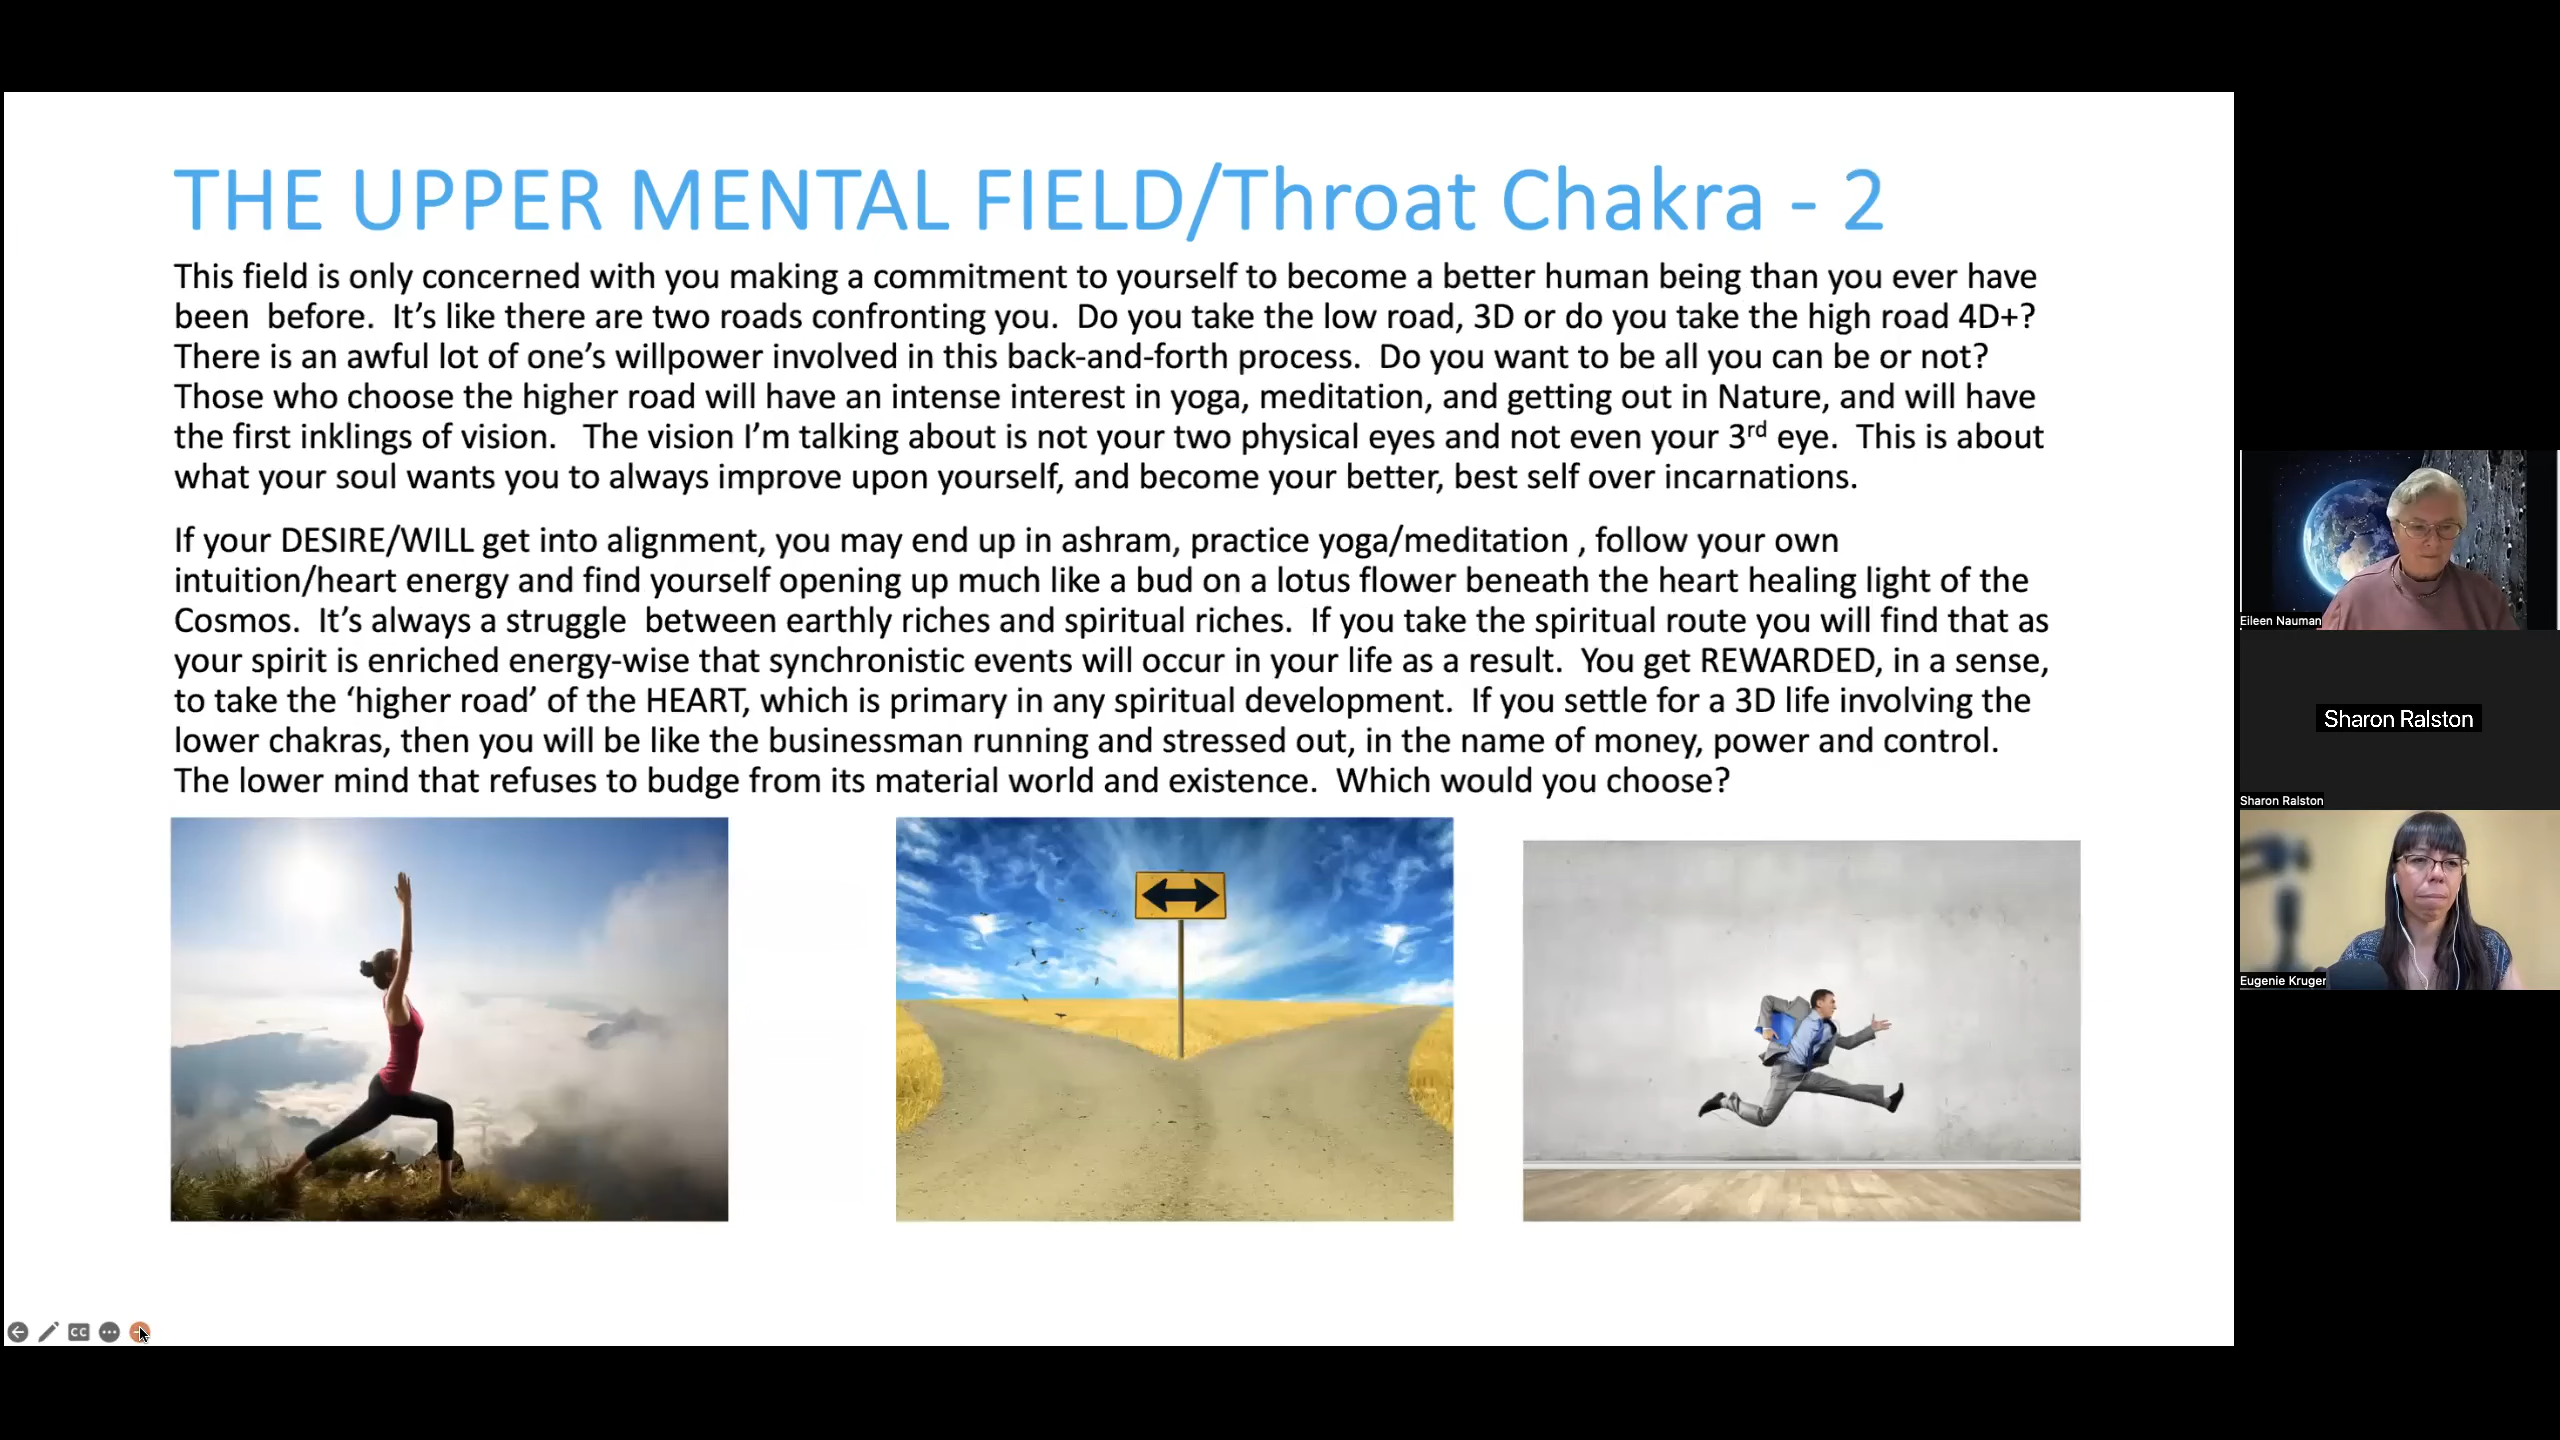 THE UPPER MENTAL FIELD/Throat Chakra - 2
This field is only concerned with you making a commitment to yourself to become a better human being than you ever have
been  before.  It’s like there are two roads confronting you.  Do you take the low road, 3D or do you take the high road 4D+?
There is an awful lot of one’s willpower involved in this back-and-forth process.  Do you want to be all you can be or not?
Those who choose the higher road will have an intense interest in yoga, meditation, and getting out in Nature, and will have
the first inklings of vision.   The vision I’m talking about is not your two physical eyes and not even your 3rd eye.  This is about
what your soul wants you to always improve upon yourself, and become your better, best self over incarnations.
If your DESIRE/WILL get into alignment, you may end up in ashram, practice yoga/meditation , follow your own
intuition/heart energy and find yourself opening up much like a bud on a lotus flower beneath the heart healing light of the
Cosmos.  It’s always a struggle  between earthly riches and spiritual riches.  If you take the spiritual route you will find that as
your spirit is enriched energy-wise that synchronistic events will occur in your life as a result.  You get REWARDED, in a sense,
to take the ‘higher road’ of the HEART, which is primary in any spiritual development.  If you settle for a 3D life involving the
lower chakras, then you will be like the businessman running and stressed out, in the name of money, power and control.
The lower mind that refuses to budge from its material world and existence.  Which would you choose?
Eileen Nauman
Sharon Ralston
Sharon Ralston
Eugenie Kruger
CC